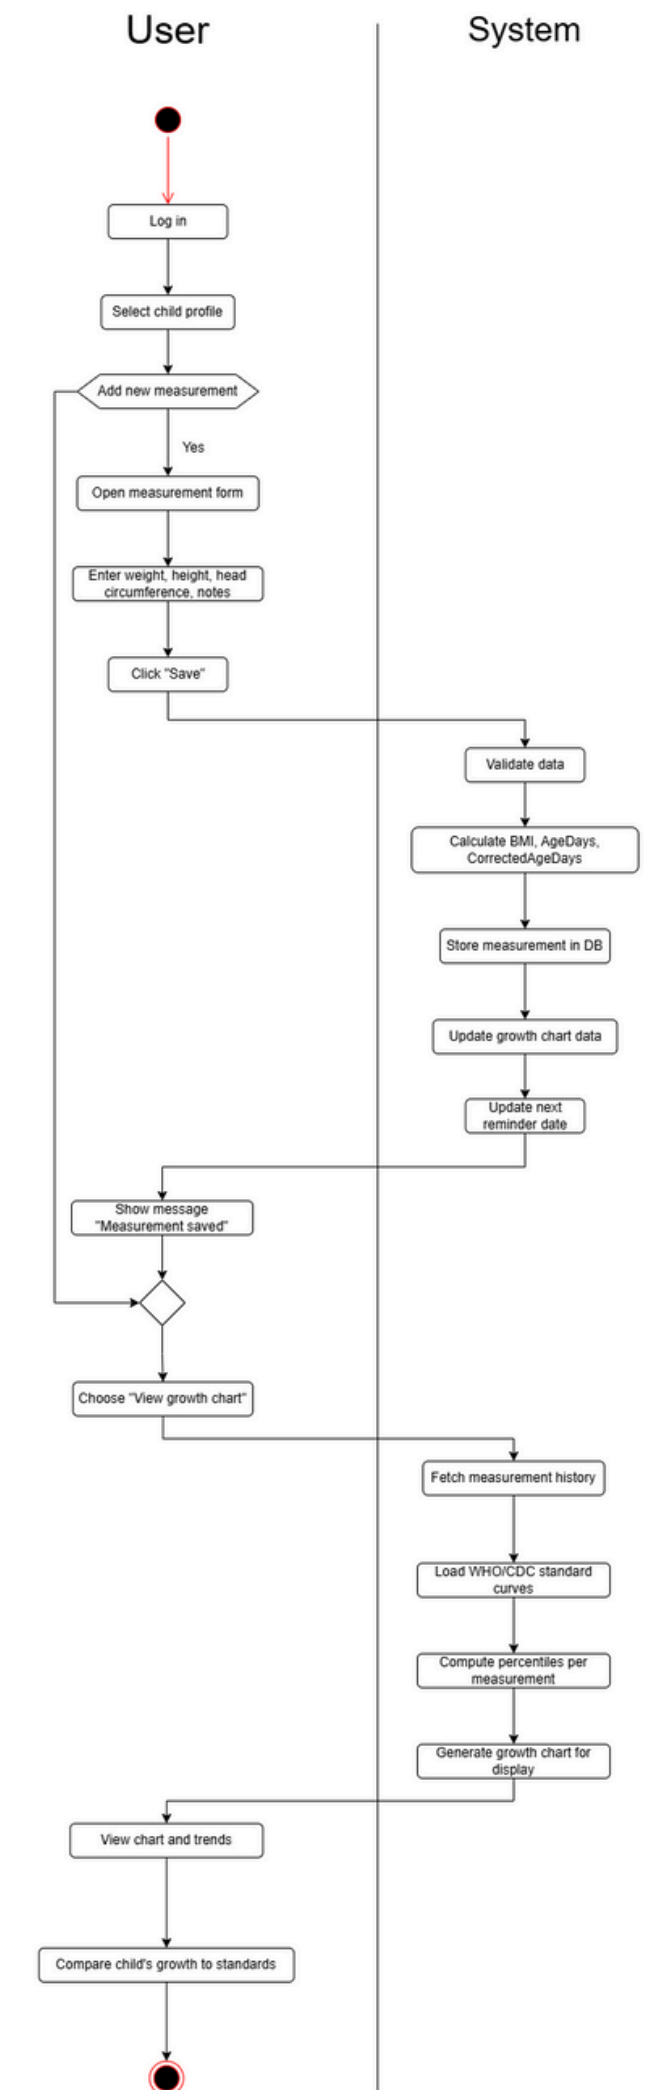 User
System
Log in
Select child profile
Add new measurement
Yes
Open measurement form
Enter weight, height, head
circumference, notes
Click "Save"
Validate data
Calculate BMI, AgeDays,
CorrectedAgeDays
Store measurement in DB
Update growth chart data
Update next
reminder date
Show message
"Measurement saved"
Choose "View growth chart"
Fetch measurement history
Load WHO/CDC standard
curves
Compute percentiles per
measurement
Generate growth chart for
display
View chart and trends
Compare child's growth to standards